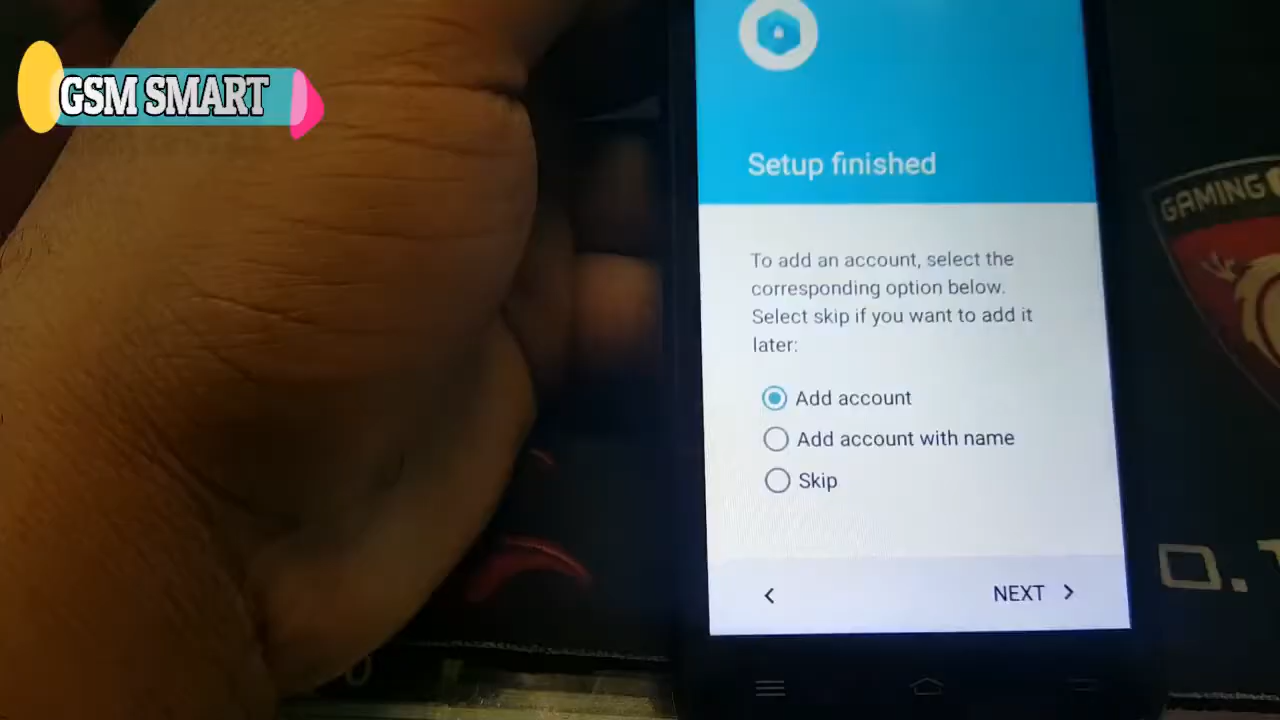 GSM SMART
Setup finished
GAMING
To add an account, select the
corresponding option below.
Select skip if you want to add it
later:
Add account
Add account with name
Skip
NEXT